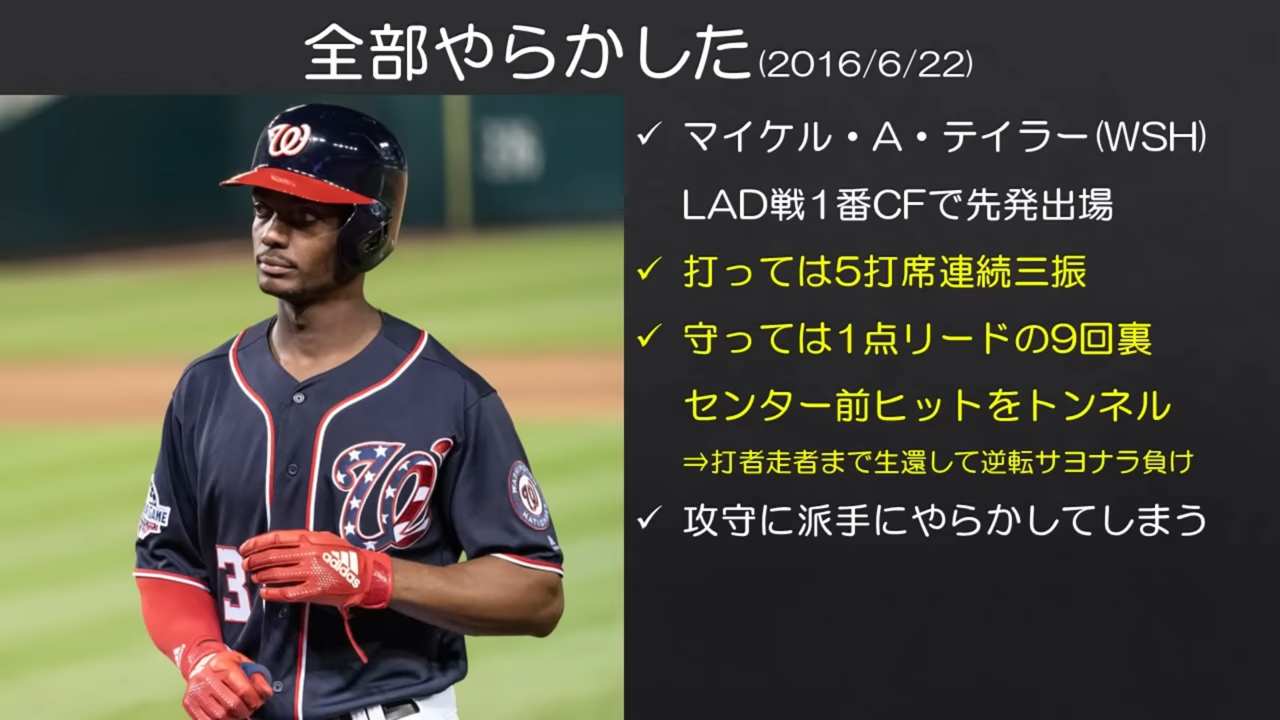 全部やらかした(2016/6/22)
✓ マイケル・A・テイラー(WSH)
LAD戦1番CFで先発出場
✓ 打っては5打席連続三振
✓ 守っては1点リードの9回裏
センター前ヒットをトンネル
⇒打者走者まで生還して逆転サヨナラ負け
✓ 攻守に派手にやらかしてしまう
W
W
3
adidas